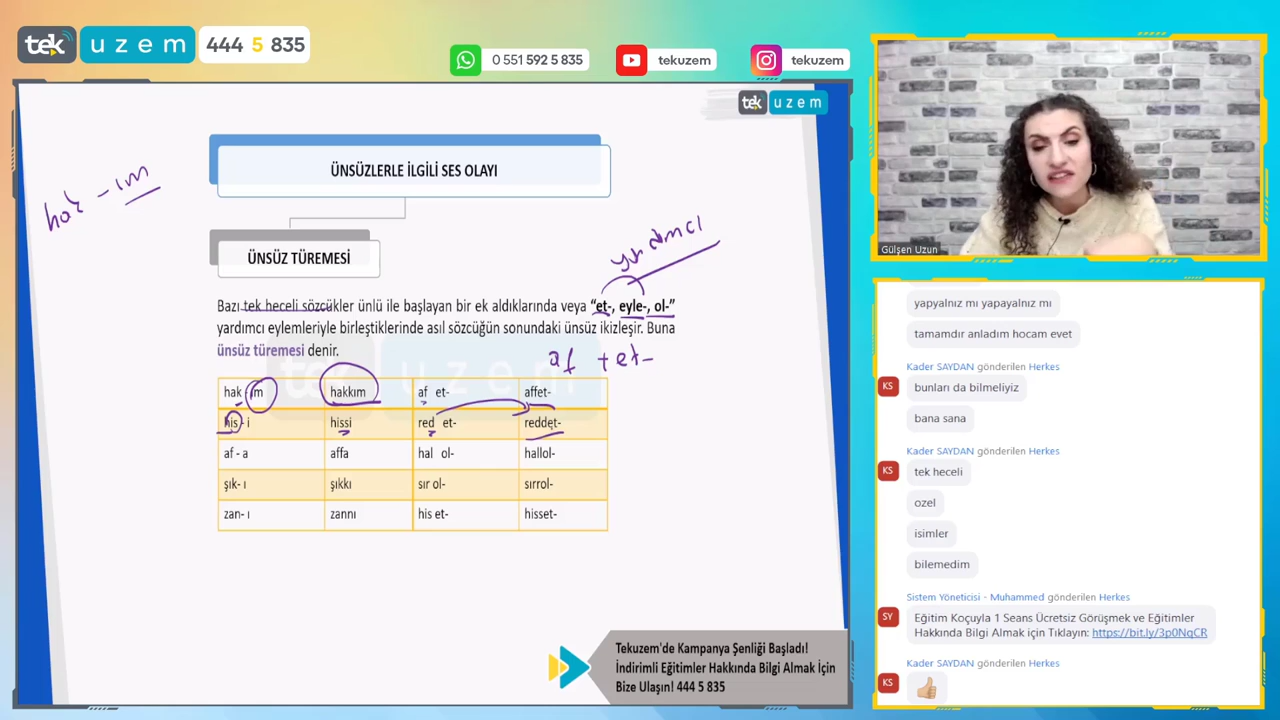 tek uzem 444 5 835
0 551 592 5 835
tekuzem
tekuzem
tek uzem
ÜNSÜZLERLE İLGİLİ SES OLAYI
hak - ım
ÜNSÜZ TÜREMESİ
yardımcı
Bazı tek heceli sözcükler ünlü ile başlayan bir ek aldıklarında veya “et-, eyle-, ol-”
yardımcı eylemleriyle birleştiklerinde asıl sözcüğün sonundaki ünsüz ikizleşir. Buna
ünsüz türemesi denir.
af + et-
hak - ım hakkım af et- affet-
his- i hissi red et- reddet-
af - a affa hal ol- hallol-
şık- ı şıkkı sır ol- sırrol-
zan- ı zannı his et- hisset-
Tekuzem'de Kampanya Şenliği Başladı!
İndirimli Eğitimler Hakkında Bilgi Almak İçin
Bize Ulaşın! 444 5 835
Gülşen Uzun
yapyalnız mı yapayalnız mı
tamamdır anladım hocam evet
Kader SAYDAN gönderilen Herkes
KS
bunları da bilmeliyiz
bana sana
Kader SAYDAN gönderilen Herkes
KS
tek heceli
ozel
isimler
bilemedim
Sistem Yöneticisi - Muhammed gönderilen Herkes
SY
Eğitim Koçuyla 1 Seans Ücretsiz Görüşmek ve Eğitimler
Hakkında Bilgi Almak için Tıklayın: https://bit.ly/3p0NqCR
Kader SAYDAN gönderilen Herkes
KS